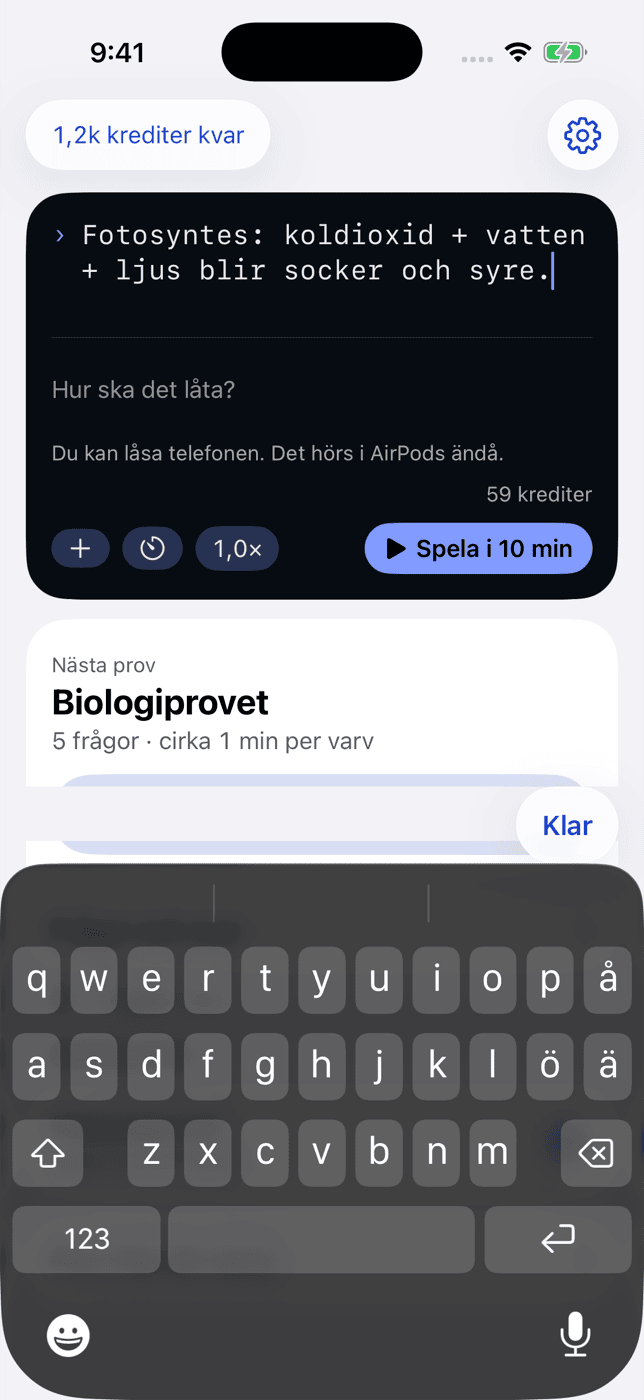 9:41
1,2k krediter kvar
› Fotosyntes: koldioxid + vatten
+ ljus blir socker och syre.
Hur ska det låta?
Du kan låsa telefonen. Det hörs i AirPods ändå.
59 krediter
1,0×
Spela i 10 min
Nästa prov
Biologiprovet
5 frågor · cirka 1 min per varv
Klar
q w e r t y u i o p å
a s d f g h j k l ö ä
z x c v b n m
123